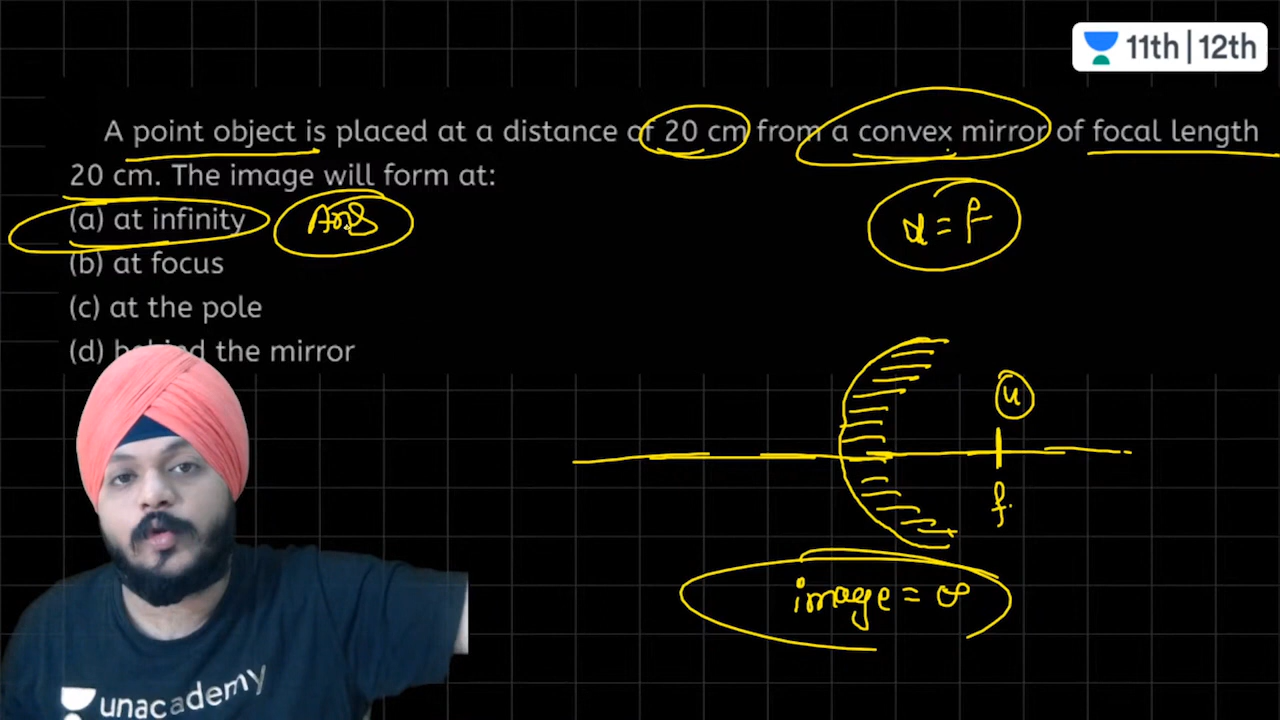 11th | 12th
A point object is placed at a distance of 20 cm from a convex mirror of focal length
20 cm. The image will form at:
(a) at infinity Ans
u = f
(b) at focus
(c) at the pole
(d) behind the mirror
u
f
image = ∞
unacademy